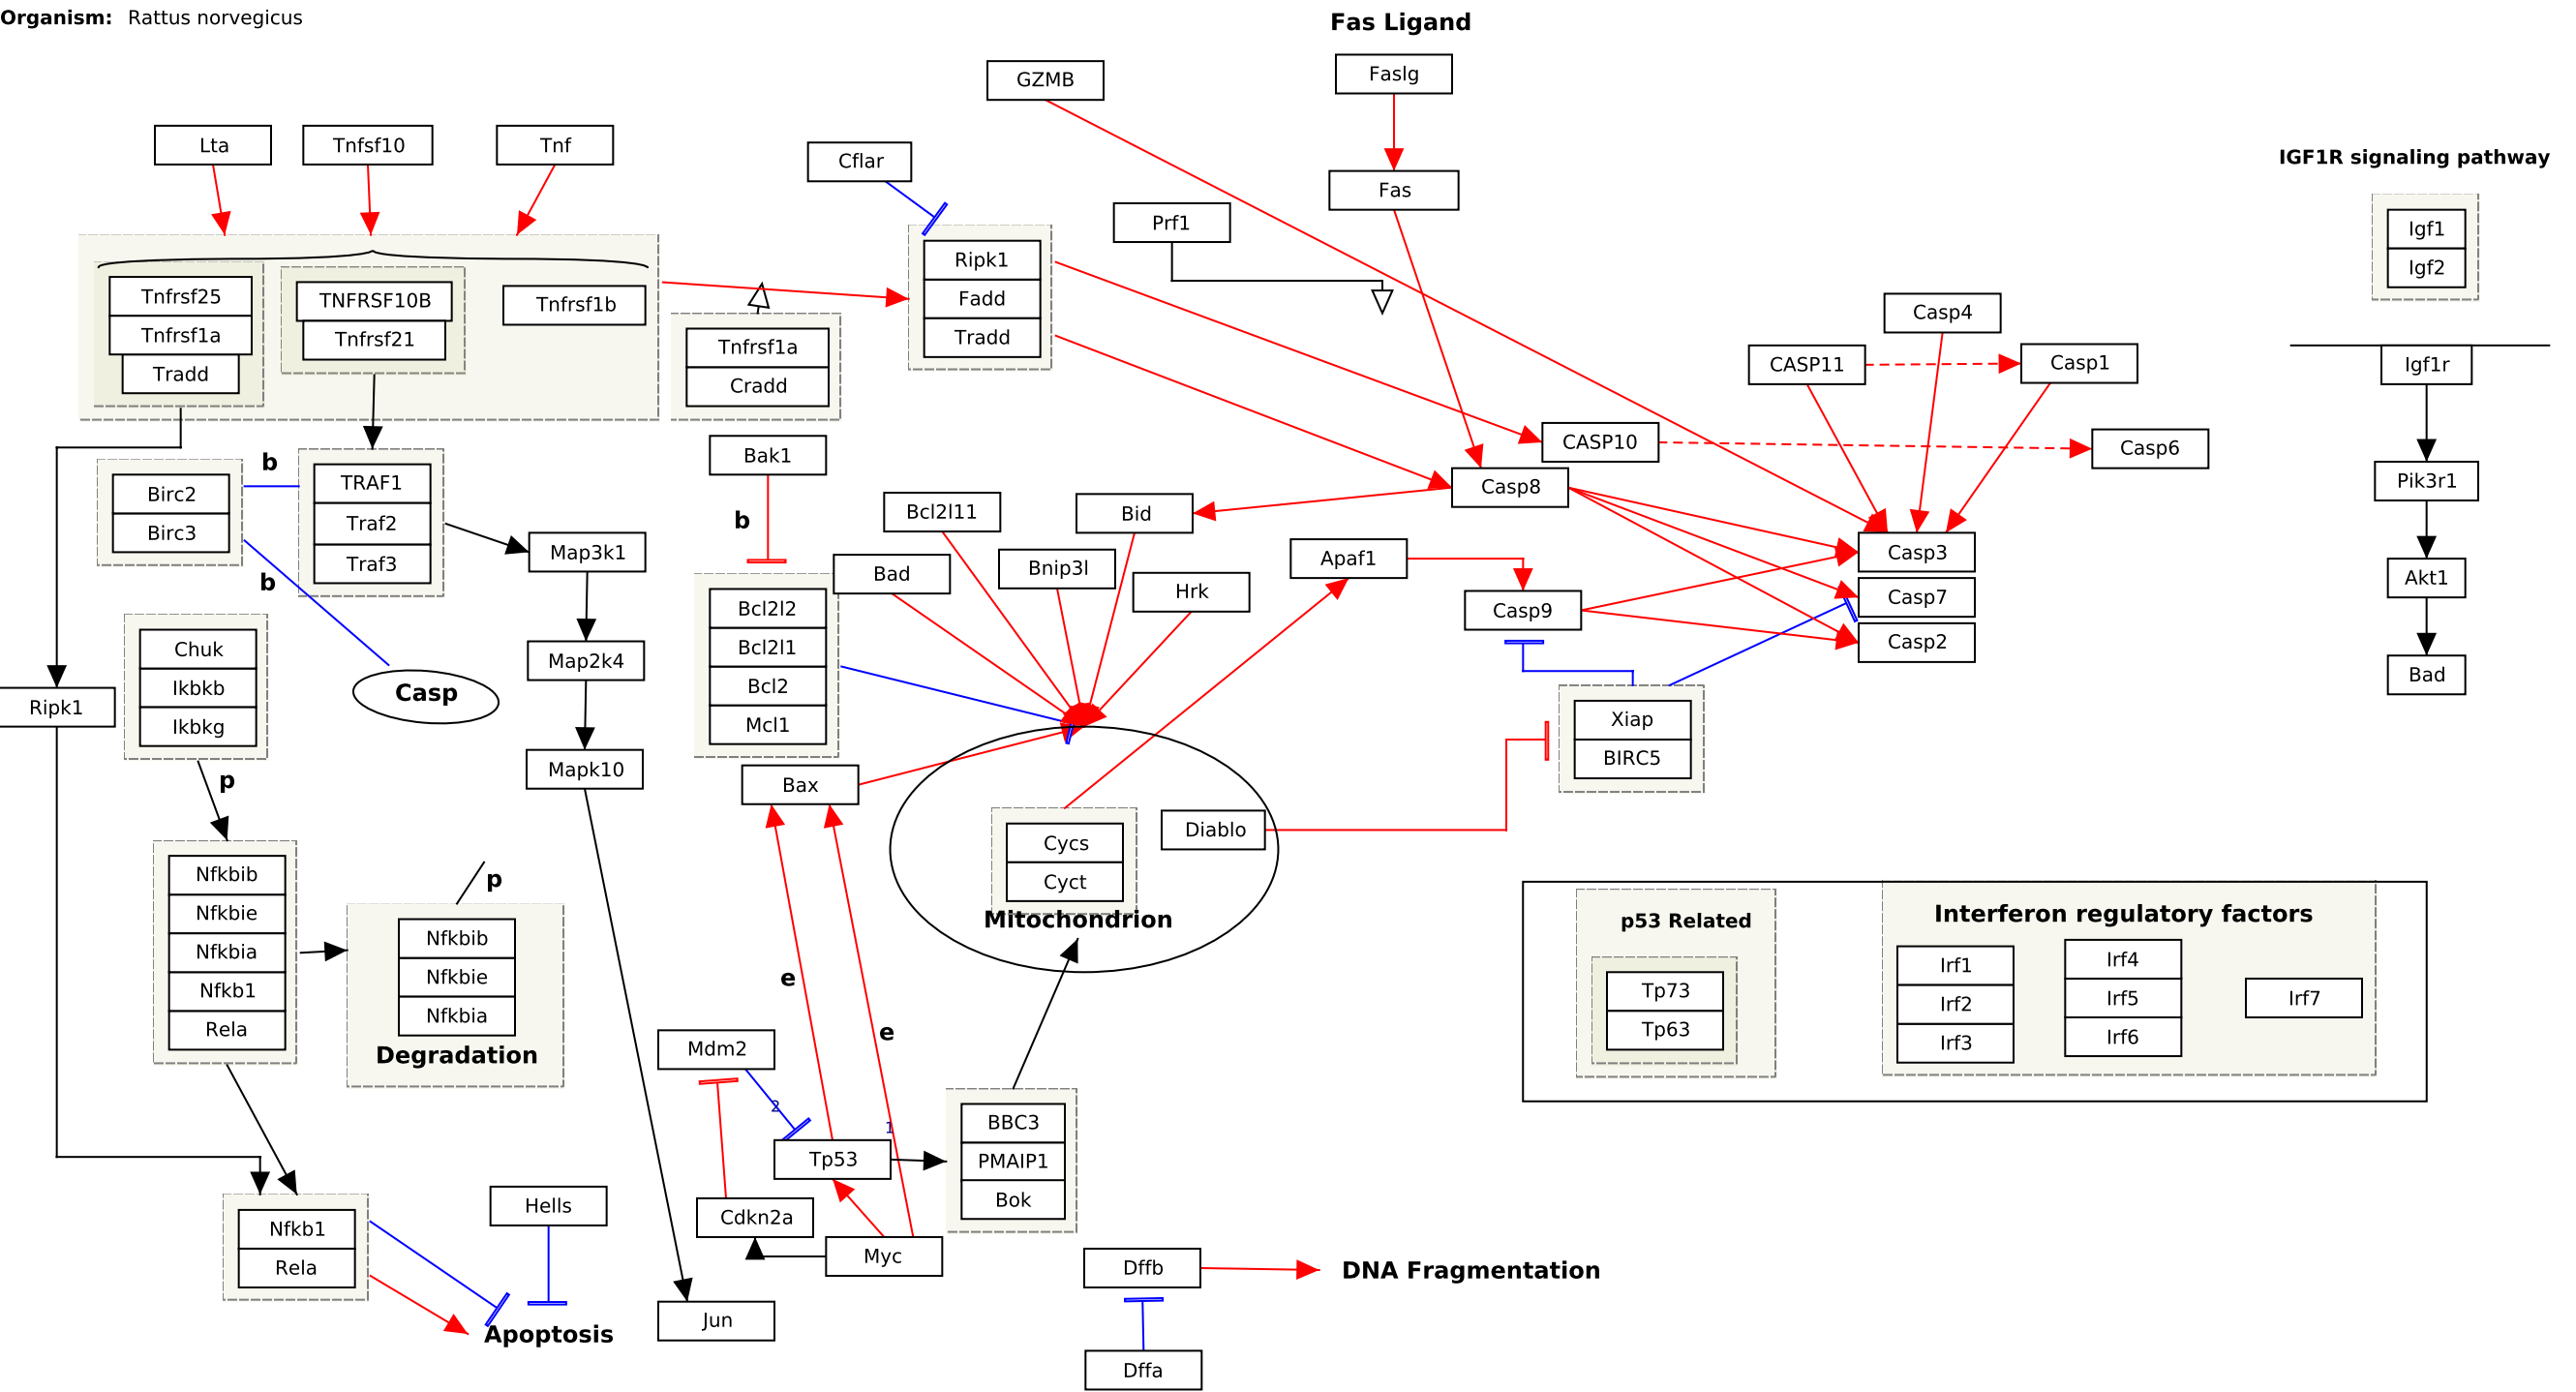 Organism: Rattus norvegicus
Fas Ligand
GZMB
Faslg
Lta
Tnfsf10
Tnf
Cflar
IGF1R signaling pathway
Fas
Prf1
Igf1
Igf2
Ripk1
Fadd
Tradd
Tnfrsf25
Tnfrsf1a
Tradd
TNFRSF10B
Tnfrsf21
Tnfrsf1b
Tnfrsf1a
Cradd
Casp4
CASP11
Casp1
Igf1r
CASP10
Casp6
Bak1
b
Birc2
Birc3
TRAF1
Traf2
Traf3
Casp8
Pik3r1
b
Bcl2l11
Bid
Map3k1
Bad
Bnip3l
Hrk
Apaf1
Casp3
Casp7
Casp2
Casp9
Akt1
b
Bcl2l2
Bcl2l1
Bcl2
Mcl1
Chuk
Ikbkb
Ikbkg
Map2k4
Casp
Ripk1
Bad
Xiap
BIRC5
Mapk10
p
Bax
Diablo
Cycs
Cyct
Mitochondrion
Nfkbib
Nfkbie
Nfkbia
Nfkb1
Rela
p
Nfkbib
Nfkbie
Nfkbia
Degradation
e
e
p53 Related
Tp73
Tp63
Interferon regulatory factors
Irf1
Irf2
Irf3
Irf4
Irf5
Irf6
Irf7
Mdm2
2
1
Tp53
BBC3
PMAIP1
Bok
Hells
Cdkn2a
Myc
Nfkb1
Rela
Dffb
DNA Fragmentation
Jun
Apoptosis
Dffa